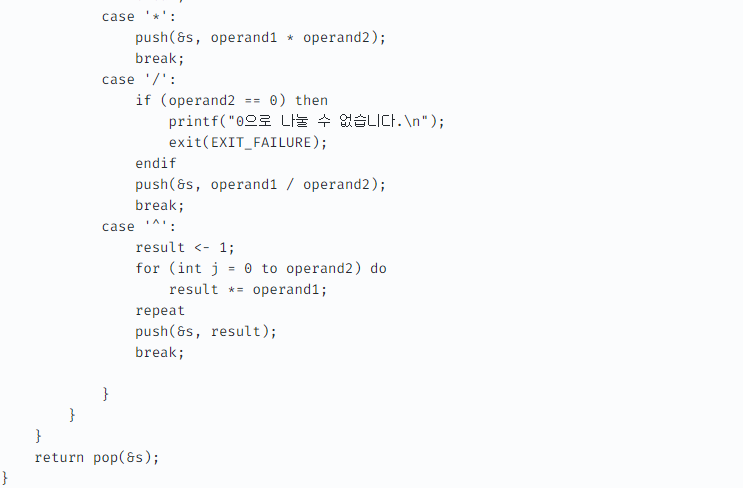 case '*':
push(&s, operand1 * operand2);
break;
case '/':
if (operand2 == 0) then
printf("0으로 나눌 수 없습니다.\n");
exit(EXIT_FAILURE);
endif
push(&s, operand1 / operand2);
break;
case '^':
result <- 1;
for (int j = 0 to operand2) do
result *= operand1;
repeat
push(&s, result);
break;
}
}
}
return pop(&s);
}